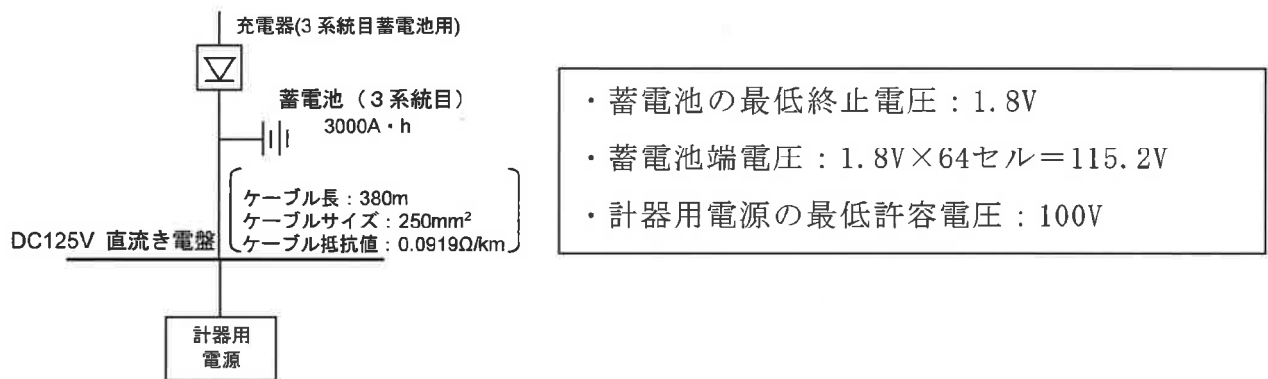 充電器(3系統目蓄電池用)
蓄電池（3系統目）
3000A・h
ケーブル長：380m
ケーブルサイズ：250mm²
ケーブル抵抗値：0.0919Ω/km
DC125V 直流き電盤
計器用
電源
・蓄電池の最低終止電圧：1.8V
・蓄電池端電圧：1.8V×64セル＝115.2V
・計器用電源の最低許容電圧：100V